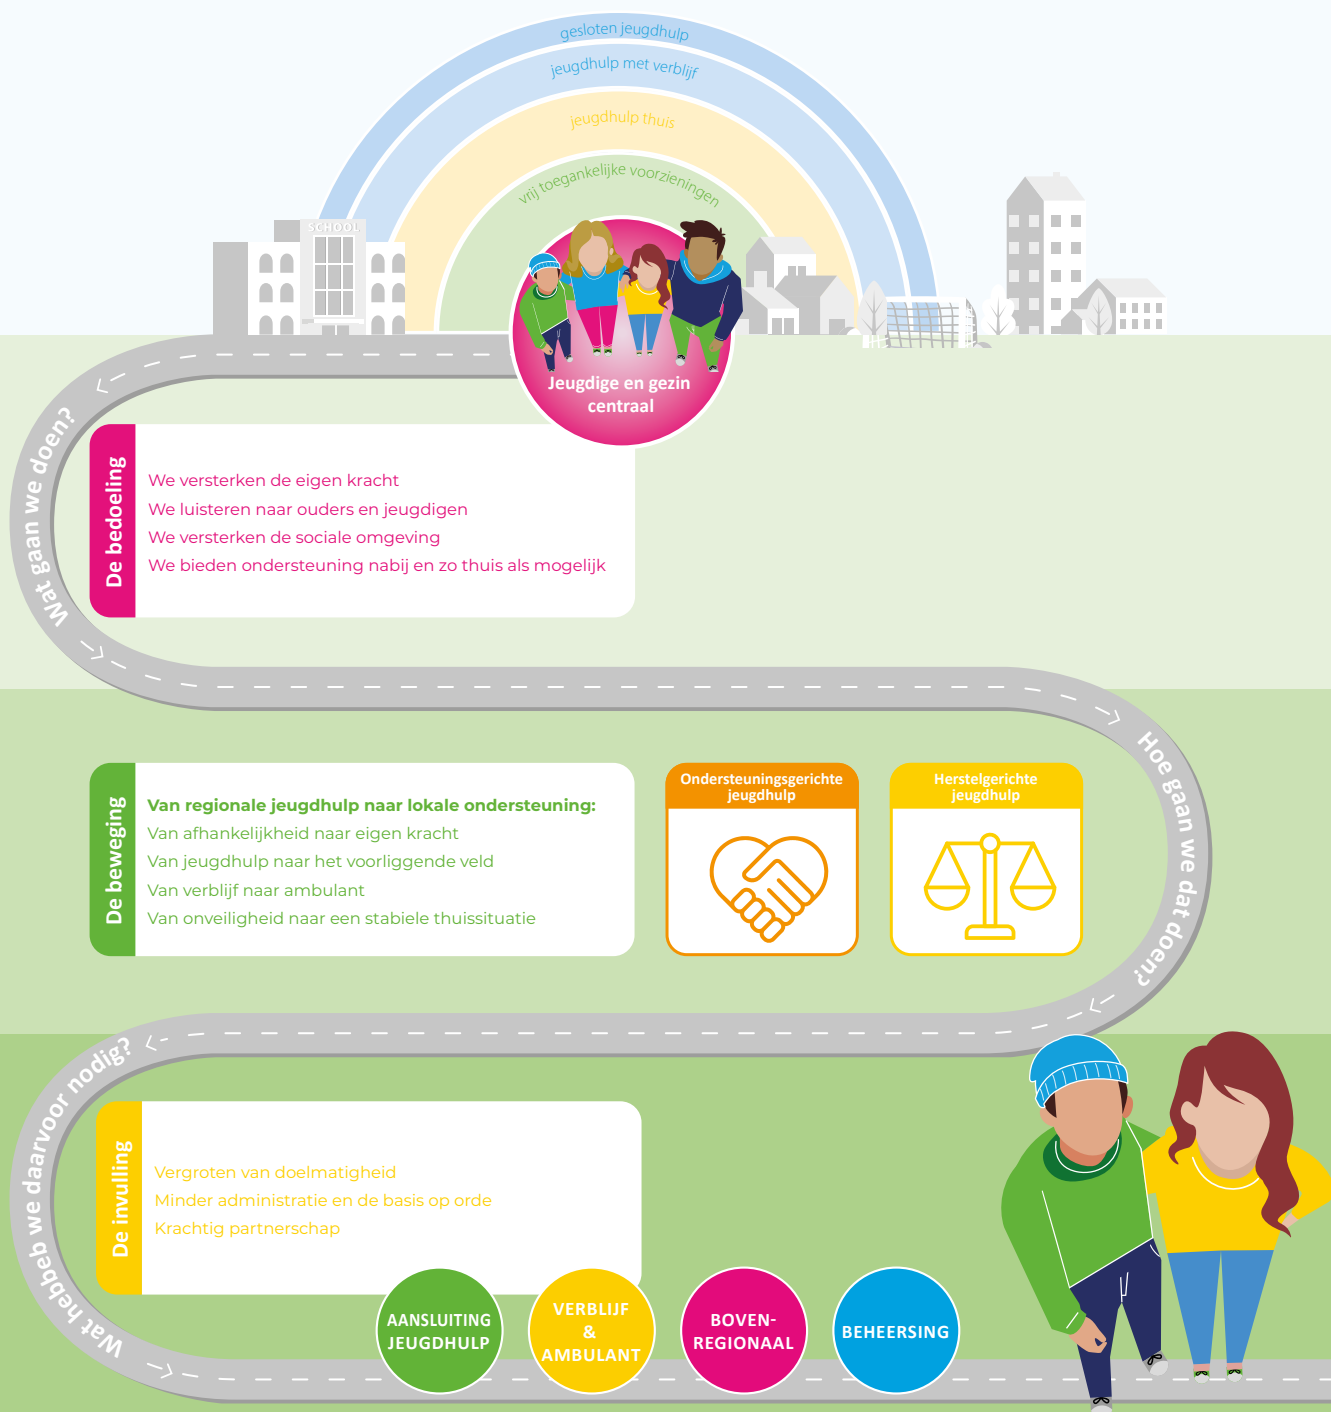 gesloten jeugdhulp
jeugdhulp met verblijf
jeugdhulp thuis
vrij toegankelijke voorzieningen
SCHOOL
Jeugdige en gezin
centraal
Wat gaan we doen?
De bedoeling
We versterken de eigen kracht
We luisteren naar ouders en jeugdigen
We versterken de sociale omgeving
We bieden ondersteuning nabij en zo thuis als mogelijk
Hoe gaan we dat doen?
De beweging
Van regionale jeugdhulp naar lokale ondersteuning:
Van afhankelijkheid naar eigen kracht
Van jeugdhulp naar het voorliggende veld
Van verblijf naar ambulant
Van onveiligheid naar een stabiele thuissituatie
Ondersteuningsgerichte
jeugdhulp
Herstelgerichte
jeugdhulp
Wat hebbeb we daarvoor nodig?
De invulling
Vergroten van doelmatigheid
Minder administratie en de basis op orde
Krachtig partnerschap
AANSLUITING
JEUGDHULP
VERBLIJF
&
AMBULANT
BOVEN-
REGIONAAL
BEHEERSING